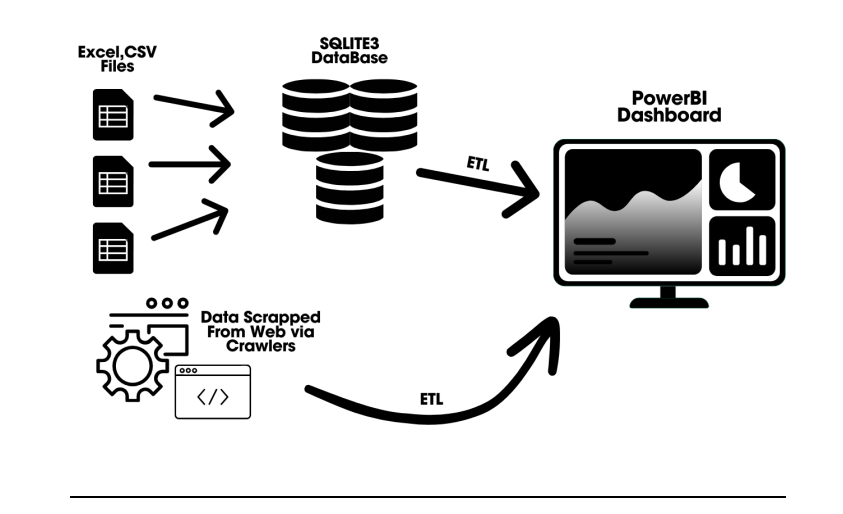 Excel,CSV
Files
SQLITE3
DataBase
PowerBI
Dashboard
ETL
Data Scrapped
From Web via
Crawlers
</>
ETL